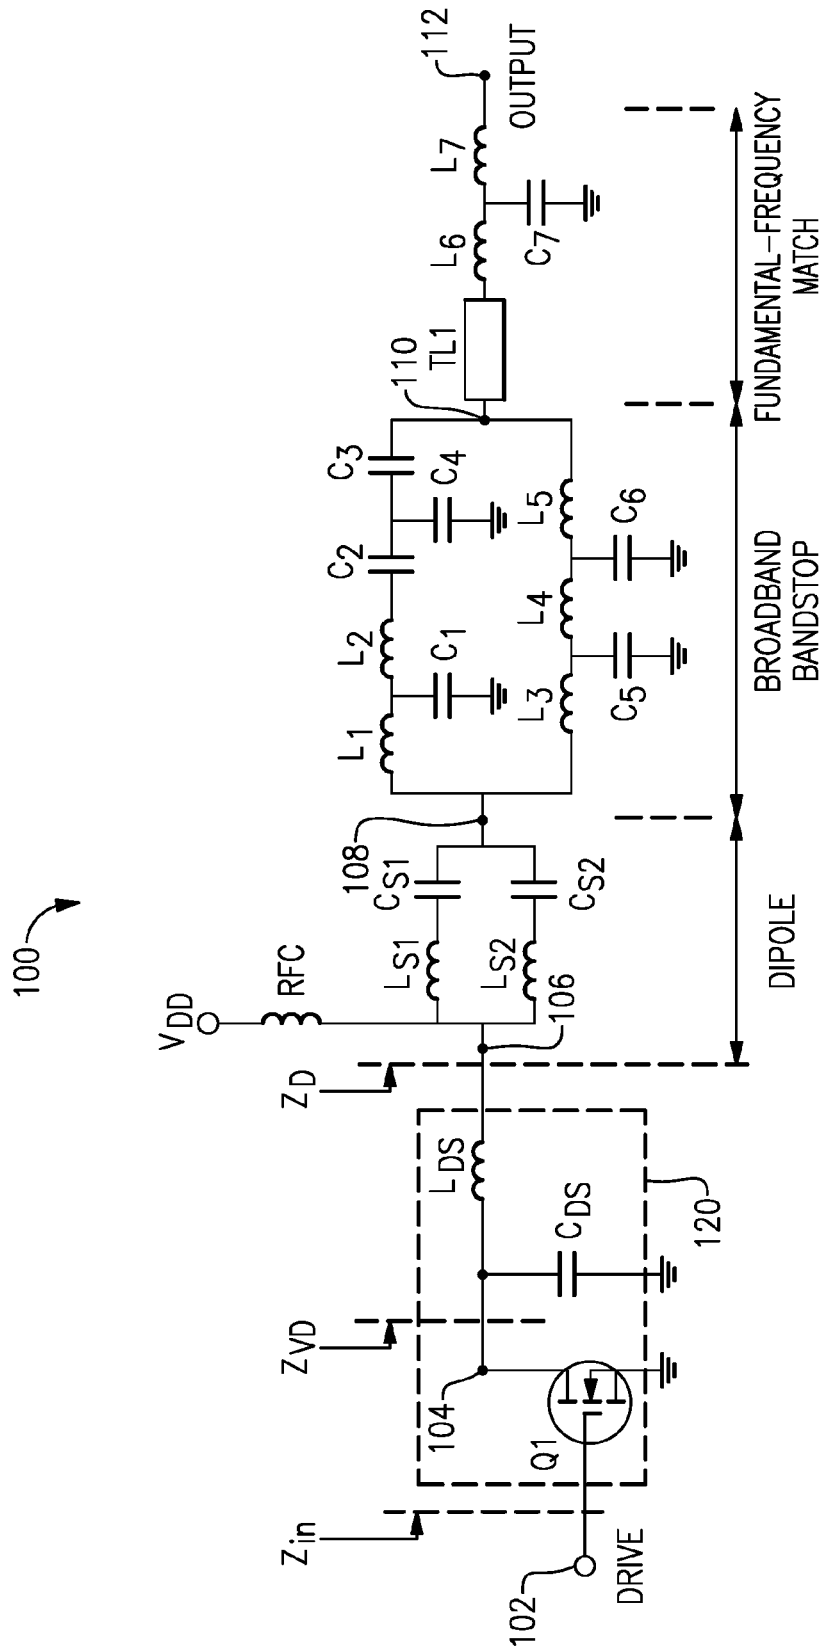 100
V_DD
RFC
Z_in
Z_VD
Z_D
102
DRIVE
Q1
104
L_DS
C_DS
120
106
L_S1
C_S1
L_S2
C_S2
108
L1
L2
C1
C2
C3
C4
L3
L4
L5
C5
C6
110
TL1
L6
L7
C7
112
OUTPUT
DIPOLE
BROADBAND
BANDSTOP
FUNDAMENTAL-FREQUENCY
MATCH